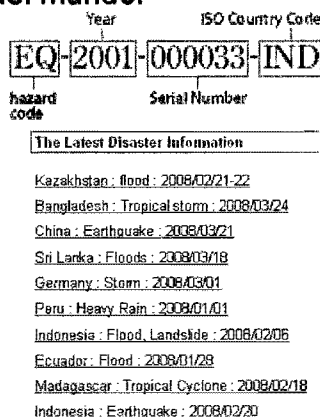 Year ISO Country Code
EQ-2001-000033-IND
hazard code Serial Number
The Latest Disaster Information
Kazakhstan : flood : 2008/02/21-22
Bangladesh : Tropical storm : 2008/03/24
China : Earthquake : 2008/03/21
Sri Lanka : Floods : 2008/03/18
Germany : Storm : 2008/03/01
Peru : Heavy Rain : 2008/01/01
Indonesia : Flood, Landslide : 2008/02/06
Ecuador : Flood : 2008/01/28
Madagascar : Tropical Cyclone : 2008/02/18
Indonesia : Earthquake : 2008/02/20